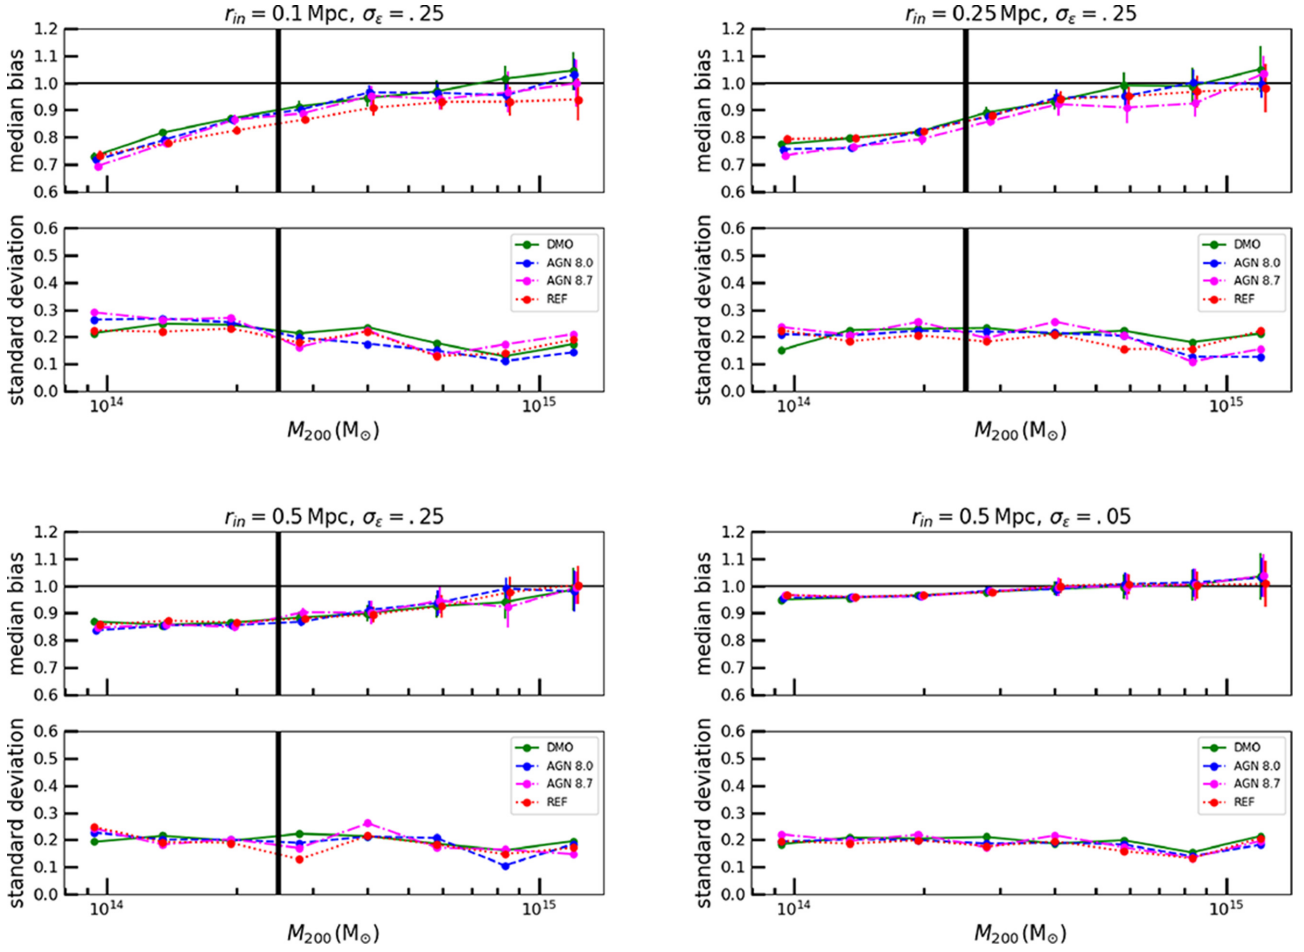 r_in = 0.1 Mpc, σ_ε = .25
median bias
1.2
1.1
1.0
0.9
0.8
0.7
0.6
standard deviation
0.6
0.5
0.4
0.3
0.2
0.1
0.0
DMO
AGN 8.0
AGN 8.7
REF
10^14
10^15
M_200 (M_⊙)
r_in = 0.25 Mpc, σ_ε = .25
median bias
1.2
1.1
1.0
0.9
0.8
0.7
0.6
standard deviation
0.6
0.5
0.4
0.3
0.2
0.1
0.0
DMO
AGN 8.0
AGN 8.7
REF
10^14
10^15
M_200 (M_⊙)
r_in = 0.5 Mpc, σ_ε = .25
median bias
1.2
1.1
1.0
0.9
0.8
0.7
0.6
standard deviation
0.6
0.5
0.4
0.3
0.2
0.1
0.0
DMO
AGN 8.0
AGN 8.7
REF
10^14
10^15
M_200 (M_⊙)
r_in = 0.5 Mpc, σ_ε = .05
median bias
1.2
1.1
1.0
0.9
0.8
0.7
0.6
standard deviation
0.6
0.5
0.4
0.3
0.2
0.1
0.0
DMO
AGN 8.0
AGN 8.7
REF
10^14
10^15
M_200 (M_⊙)